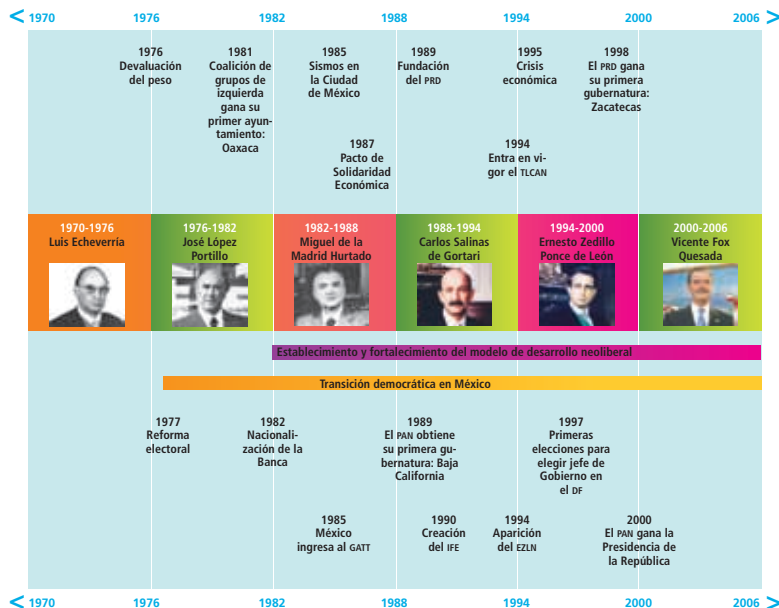 < 1970 1976 1982 1988 1994 2000 2006 >
1976
Devaluación
del peso
1981
Coalición de
grupos de
izquierda
gana su
primer ayun-
tamiento:
Oaxaca
1985
Sismos en
la Ciudad
de México
1989
Fundación
del PRD
1995
Crisis
económica
1998
El PRD gana
su primera
gubernatura:
Zacatecas
1987
Pacto de
Solidaridad
Económica
1994
Entra en vi-
gor el TLCAN
1970-1976
Luis Echeverría
1976-1982
José López
Portillo
1982-1988
Miguel de la
Madrid Hurtado
1988-1994
Carlos Salinas
de Gortari
1994-2000
Ernesto Zedillo
Ponce de León
2000-2006
Vicente Fox
Quesada
Establecimiento y fortalecimiento del modelo de desarrollo neoliberal
Transición democrática en México
1977
Reforma
electoral
1982
Nacionali-
zación de la
Banca
1989
El PAN obtiene
su primera gu-
bernatura: Baja
California
1997
Primeras
elecciones para
elegir jefe de
Gobierno en
el DF
1985
México
ingresa al GATT
1990
Creación
del IFE
1994
Aparición
del EZLN
2000
El PAN gana la
Presidencia de
la República
< 1970 1976 1982 1988 1994 2000 2006 >